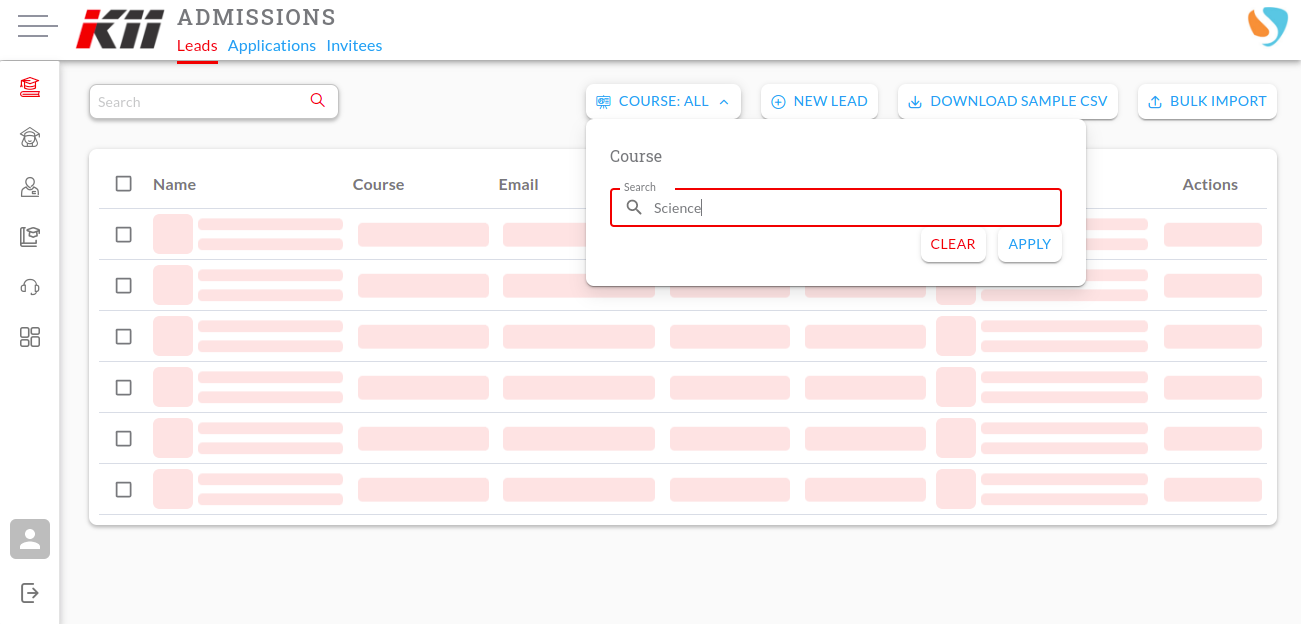 KII
ADMISSIONS
Leads Applications Invitees
Search
COURSE: ALL
NEW LEAD
DOWNLOAD SAMPLE CSV
BULK IMPORT
Course
Search
Science
CLEAR
APPLY
Name
Course
Email
Actions